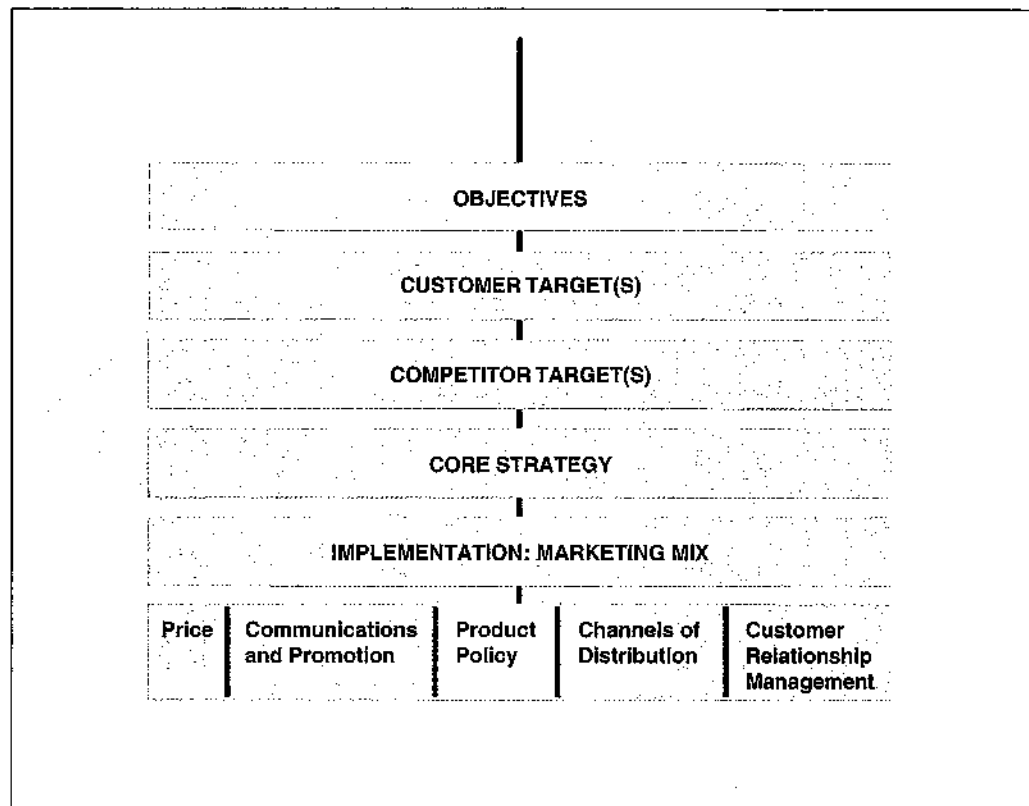 OBJECTIVES
CUSTOMER TARGET(S)
COMPETITOR TARGET(S)
CORE STRATEGY
IMPLEMENTATION: MARKETING MIX
Price
Communications
and Promotion
Product
Policy
Channels of
Distribution
Customer
Relationship
Management